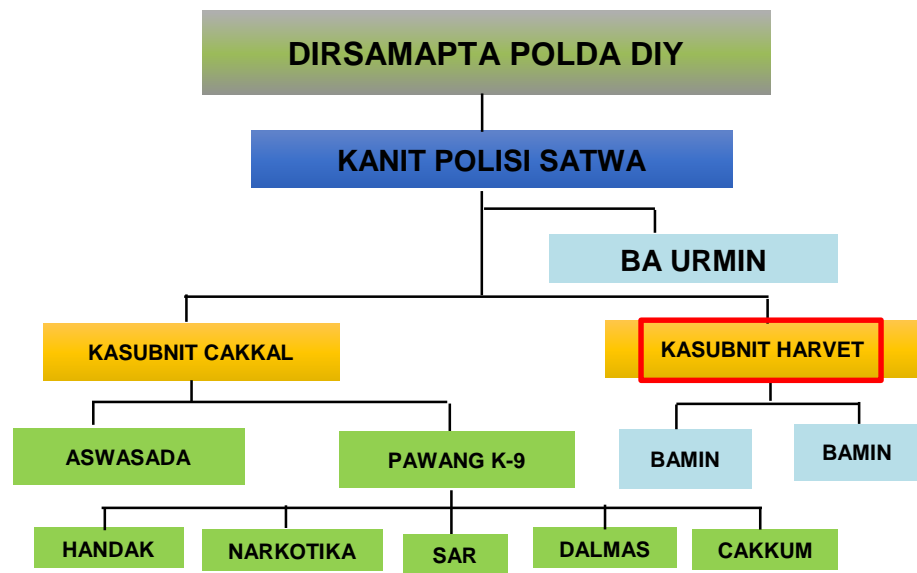 DIRSAMAPTA POLDA DIY
KANIT POLISI SATWA
BA URMIN
KASUBNIT CAKKAL
KASUBNIT HARVET
ASWASADA
PAWANG K-9
BAMIN
BAMIN
HANDAK
NARKOTIKA
SAR
DALMAS
CAKKUM